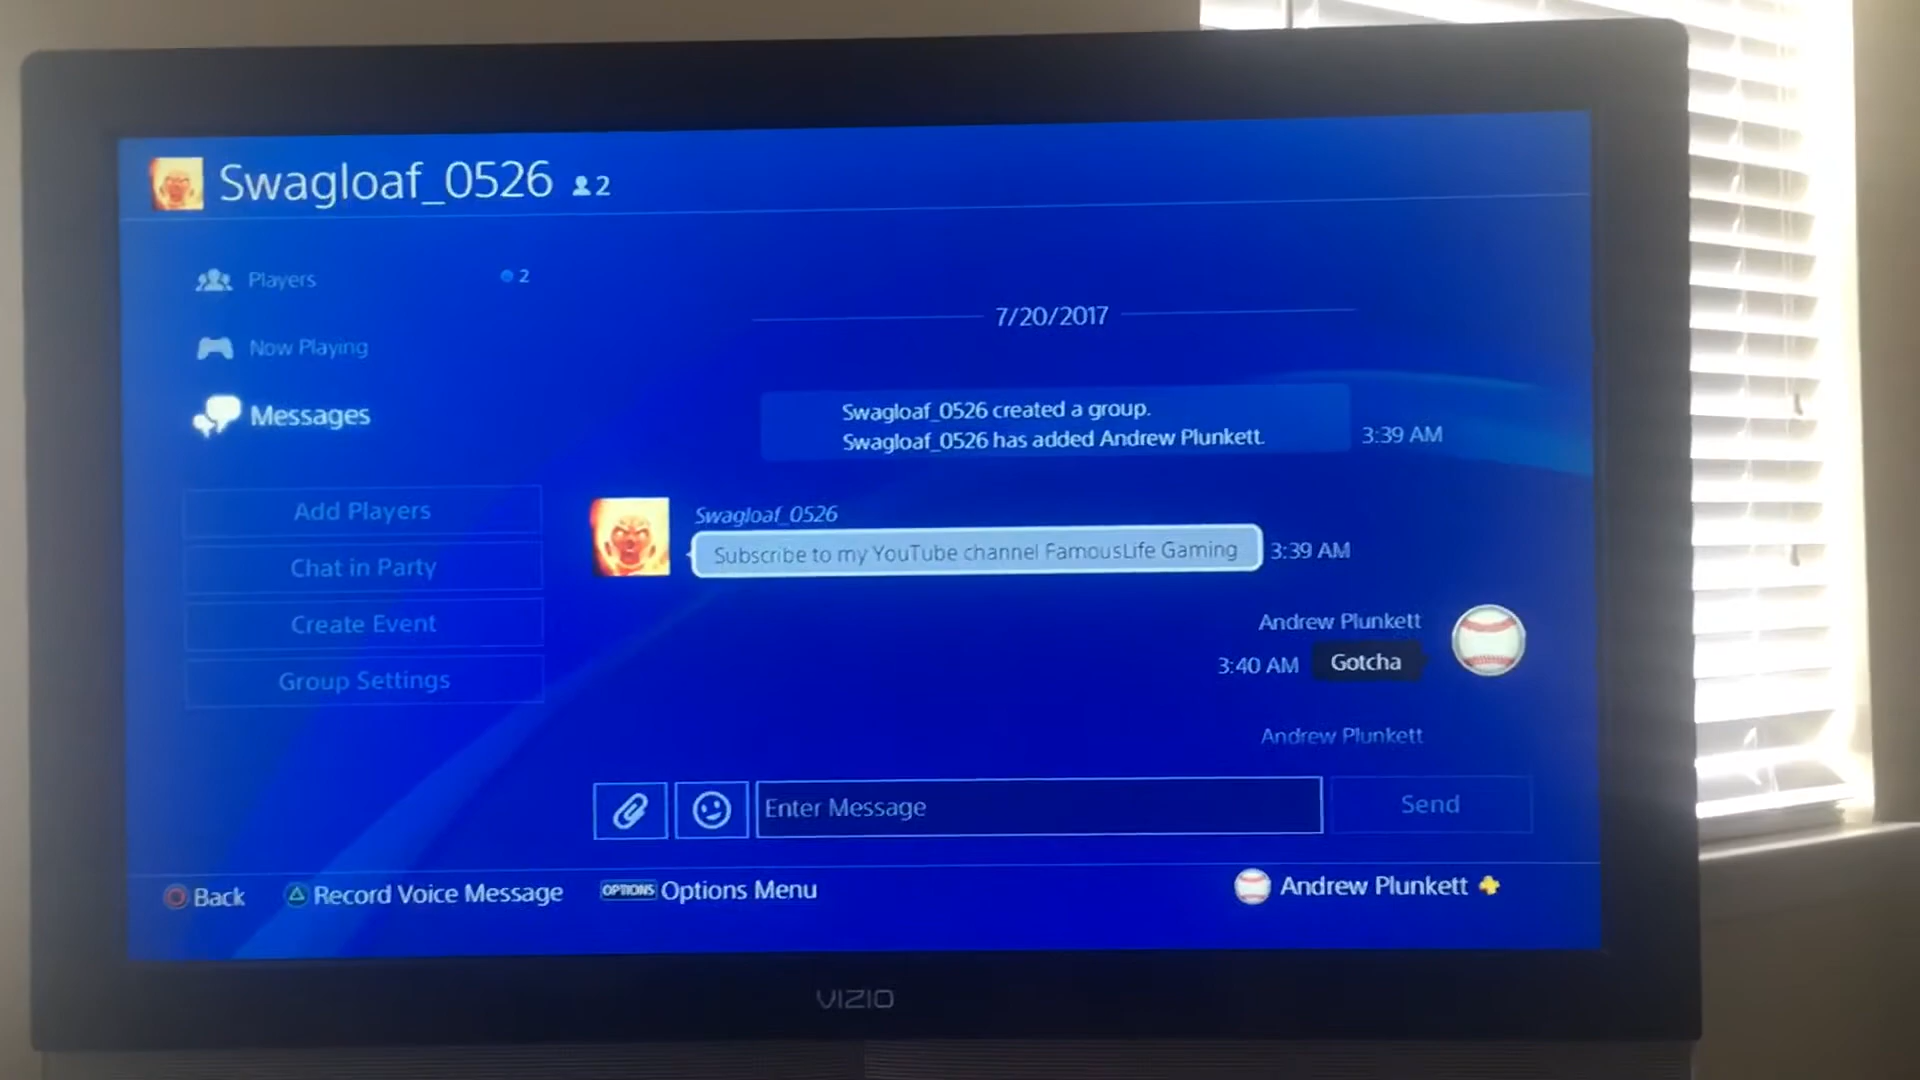 Swagloaf_0526 2
Players 2
Now Playing
Messages
Add Players
Chat in Party
Create Event
Group Settings
7/20/2017
Swagloaf_0526 created a group.
Swagloaf_0526 has added Andrew Plunkett.
3:39 AM
Swagloaf_0526
Subscribe to my YouTube channel FamousLife Gaming
3:39 AM
Andrew Plunkett
3:40 AM Gotcha
Andrew Plunkett
Enter Message
Send
Back
Record Voice Message
OPTIONS Options Menu
Andrew Plunkett
VIZIO